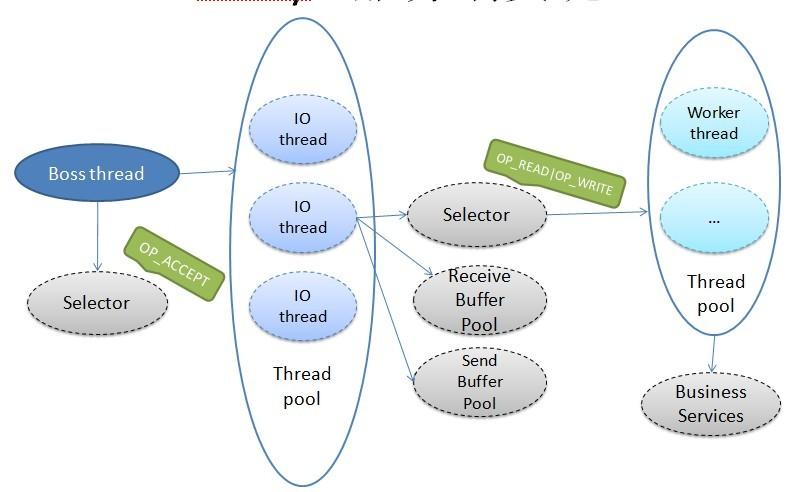 Boss thread
Selector
OP_ACCEPT
IO
thread
IO
thread
IO
thread
Thread
pool
Selector
Receive
Buffer
Pool
Send
Buffer
Pool
OP_READ|OP_WRITE
Worker
thread
...
Thread
pool
Business
Services